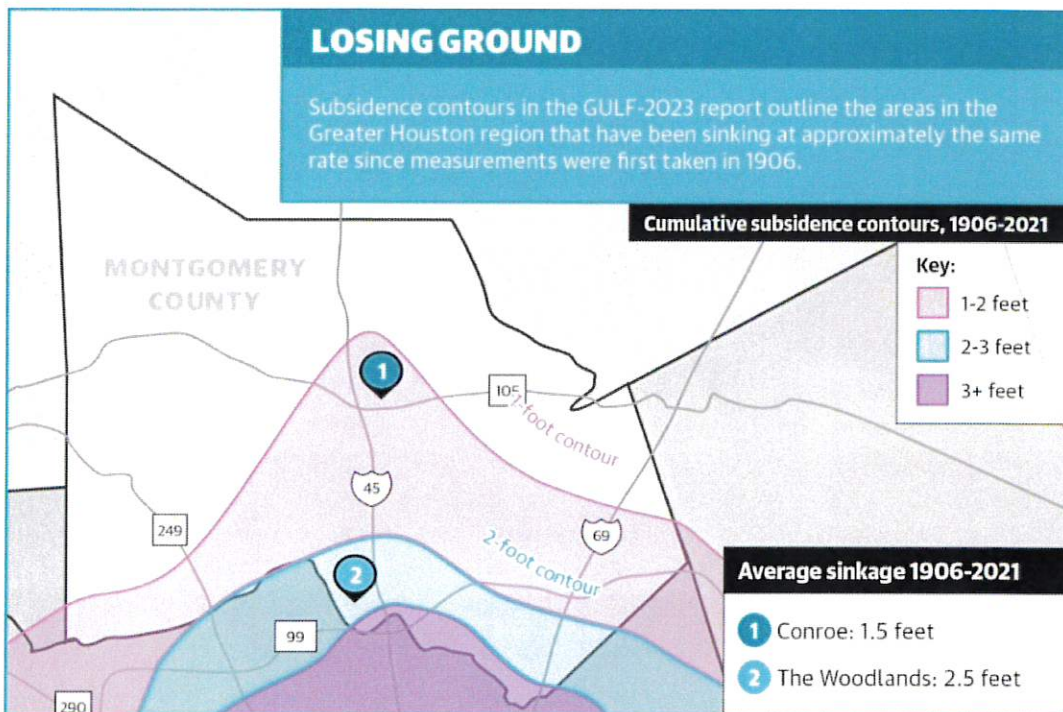 LOSING GROUND
Subsidence contours in the GULF-2023 report outline the areas in the
Greater Houston region that have been sinking at approximately the same
rate since measurements were first taken in 1906.
Cumulative subsidence contours, 1906-2021
Key:
1-2 feet
2-3 feet
3+ feet
MONTGOMERY
COUNTY
1
105
1-foot contour
45
249
69
2-foot contour
2
99
290
Average sinkage 1906-2021
1 Conroe: 1.5 feet
2 The Woodlands: 2.5 feet